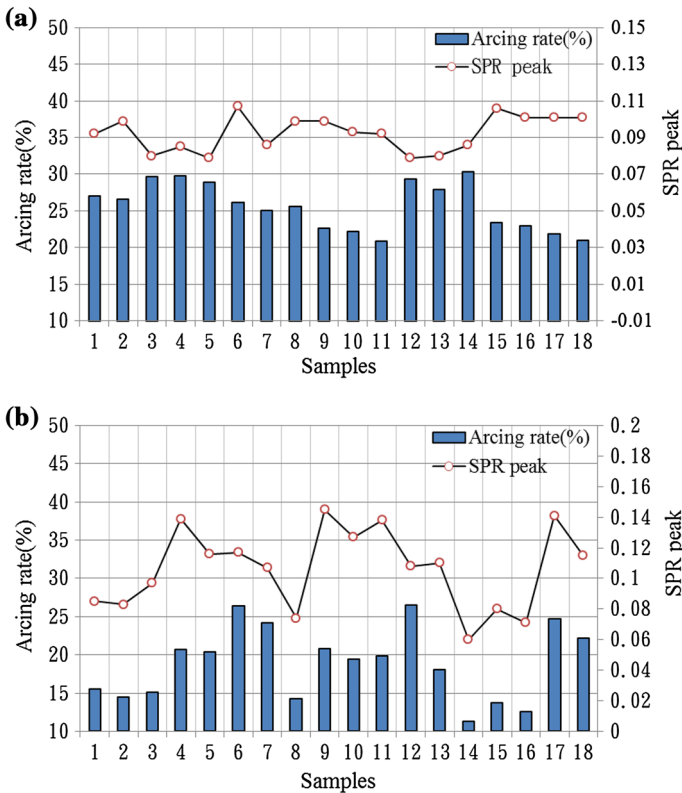 (a)
50
45
40
35
30
25
20
15
10
Arcing rate(%)
Arcing rate(%)
SPR peak
0.15
0.13
0.11
0.09
0.07
0.05
0.03
0.01
-0.01
SPR peak
1 2 3 4 5 6 7 8 9 10 11 12 13 14 15 16 17 18
Samples
(b)
50
45
40
35
30
25
20
15
10
Arcing rate(%)
Arcing rate(%)
SPR peak
0.2
0.18
0.16
0.14
0.12
0.1
0.08
0.06
0.04
0.02
0
SPR peak
1 2 3 4 5 6 7 8 9 10 11 12 13 14 15 16 17 18
Samples